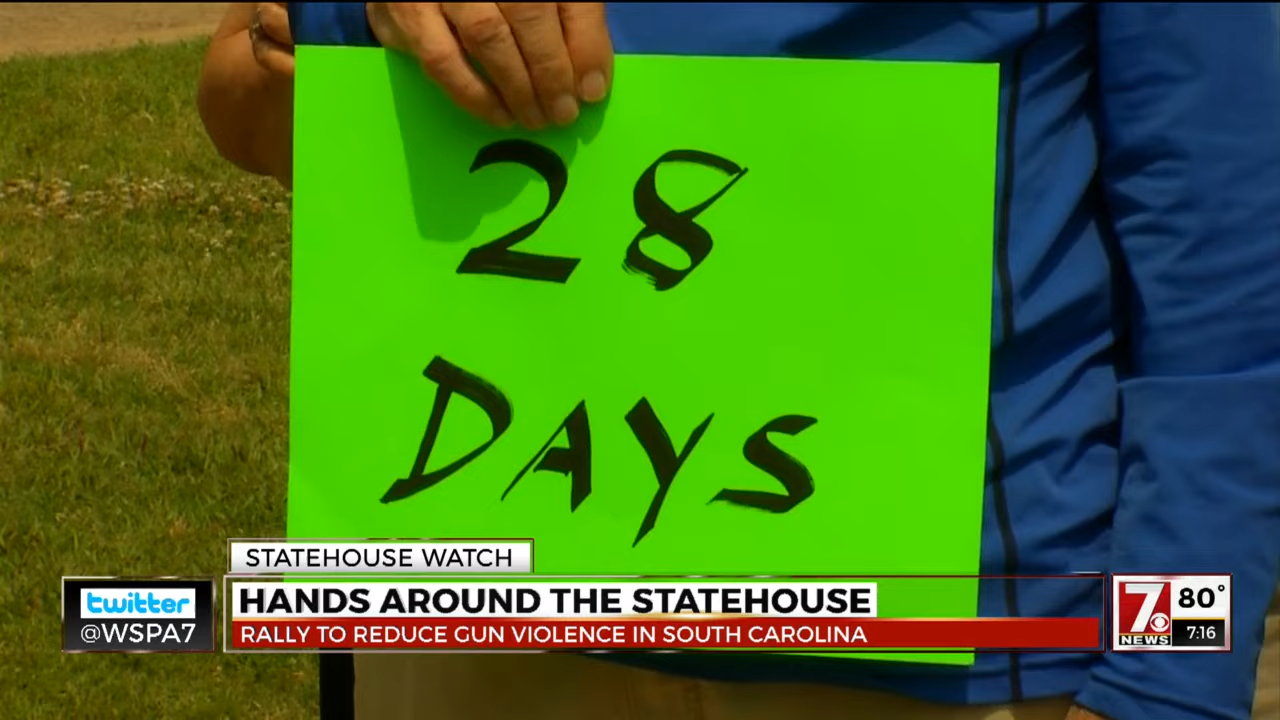 28
DAYS
STATEHOUSE WATCH
twitter
@WSPA7
HANDS AROUND THE STATEHOUSE
RALLY TO REDUCE GUN VIOLENCE IN SOUTH CAROLINA
7
NEWS
80°
7:16